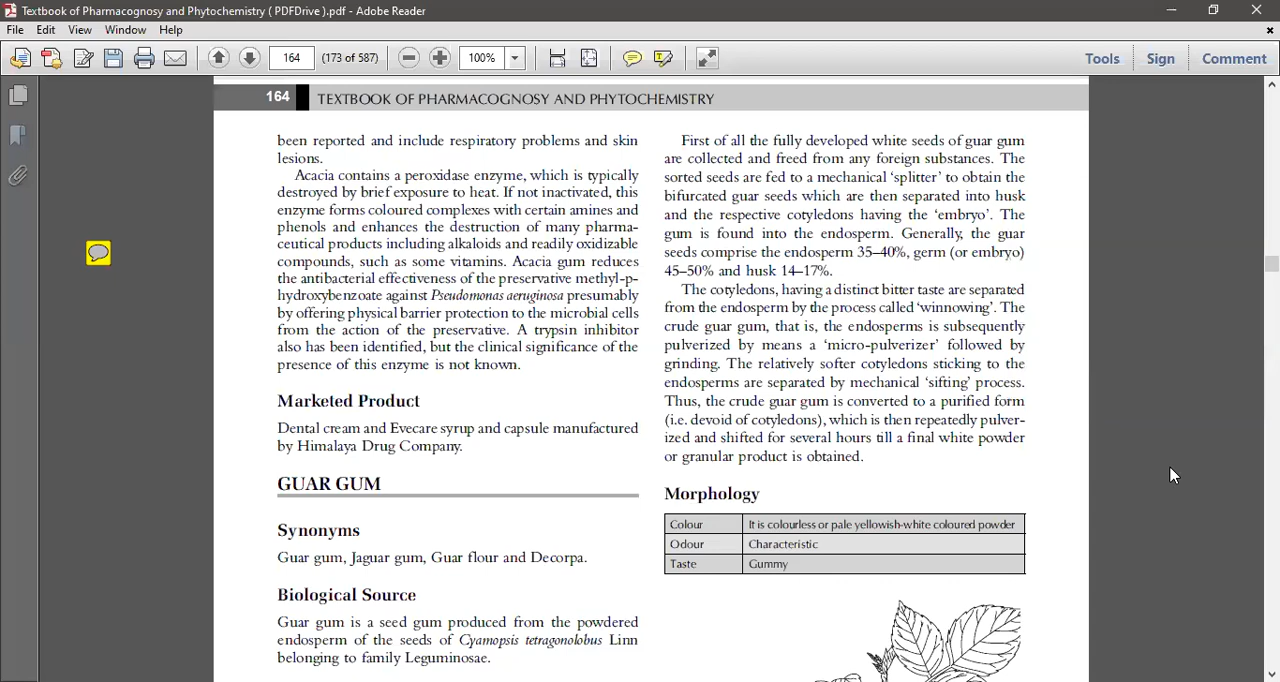 Textbook of Pharmacognosy and Phytochemistry ( PDFDrive ).pdf - Adobe Reader
File Edit View Window Help
164 (173 of 587) 100% Tools Sign Comment
164 TEXTBOOK OF PHARMACOGNOSY AND PHYTOCHEMISTRY
been reported and include respiratory problems and skin
lesions.
Acacia contains a peroxidase enzyme, which is typically
destroyed by brief exposure to heat. If not inactivated, this
enzyme forms coloured complexes with certain amines and
phenols and enhances the destruction of many pharma-
ceutical products including alkaloids and readily oxidizable
compounds, such as some vitamins. Acacia gum reduces
the antibacterial effectiveness of the preservative methyl-p-
hydroxybenzoate against Pseudomonas aeruginosa presumably
by offering physical barrier protection to the microbial cells
from the action of the preservative. A trypsin inhibitor
also has been identified, but the clinical significance of the
presence of this enzyme is not known.
Marketed Product
Dental cream and Evecare syrup and capsule manufactured
by Himalaya Drug Company.
GUAR GUM
Synonyms
Guar gum, Jaguar gum, Guar flour and Decorpa.
Biological Source
Guar gum is a seed gum produced from the powdered
endosperm of the seeds of Cyamopsis tetragonolobus Linn
belonging to family Leguminosae.
First of all the fully developed white seeds of guar gum
are collected and freed from any foreign substances. The
sorted seeds are fed to a mechanical ‘splitter’ to obtain the
bifurcated guar seeds which are then separated into husk
and the respective cotyledons having the ‘embryo’. The
gum is found into the endosperm. Generally, the guar
seeds comprise the endosperm 35–40%, germ (or embryo)
45–50% and husk 14–17%.
The cotyledons, having a distinct bitter taste are separated
from the endosperm by the process called ‘winnowing’. The
crude guar gum, that is, the endosperms is subsequently
pulverized by means a ‘micro-pulverizer’ followed by
grinding. The relatively softer cotyledons sticking to the
endosperms are separated by mechanical ‘sifting’ process.
Thus, the crude guar gum is converted to a purified form
(i.e. devoid of cotyledons), which is then repeatedly pulver-
ized and shifted for several hours till a final white powder
or granular product is obtained.
Morphology
Colour It is colourless or pale yellowish-white coloured powder
Odour Characteristic
Taste Gummy